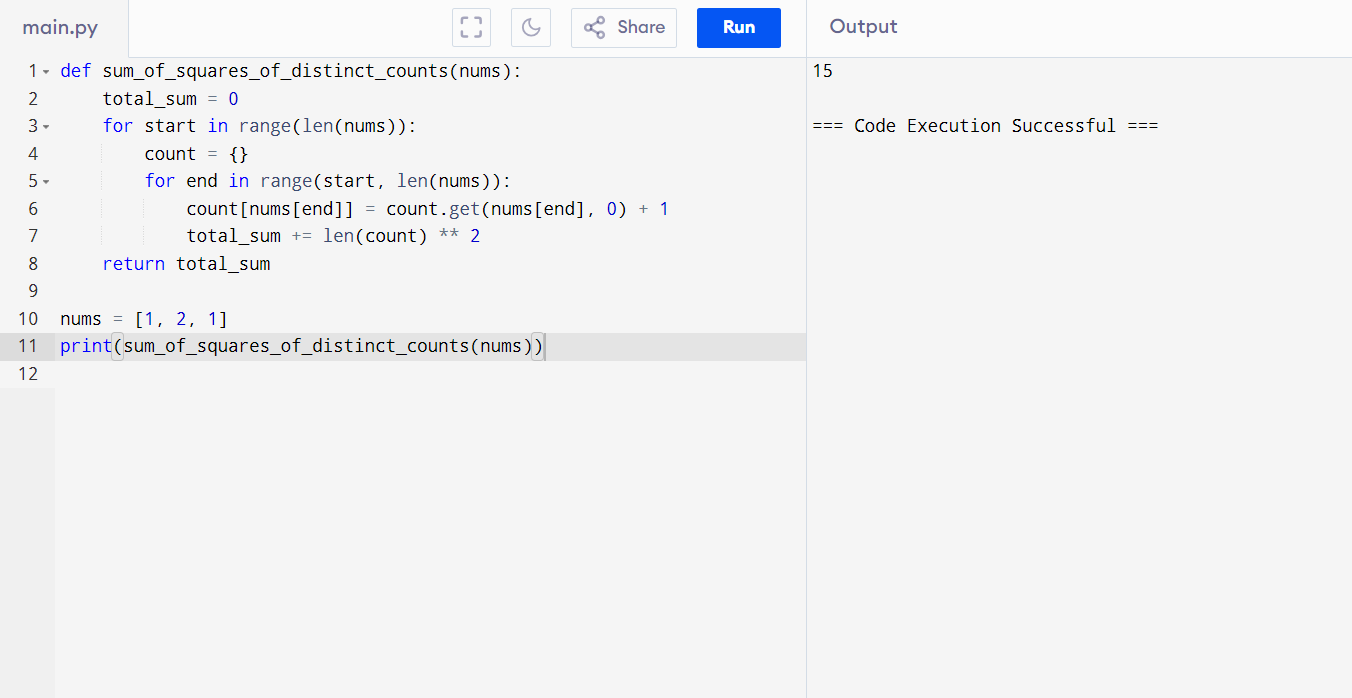 main.py
Share
Run
Output
1 def sum_of_squares_of_distinct_counts(nums):
2     total_sum = 0
3     for start in range(len(nums)):
4         count = {}
5         for end in range(start, len(nums)):
6             count[nums[end]] = count.get(nums[end], 0) + 1
7             total_sum += len(count) ** 2
8     return total_sum
9
10 nums = [1, 2, 1]
11 print(sum_of_squares_of_distinct_counts(nums))
12
15
=== Code Execution Successful ===